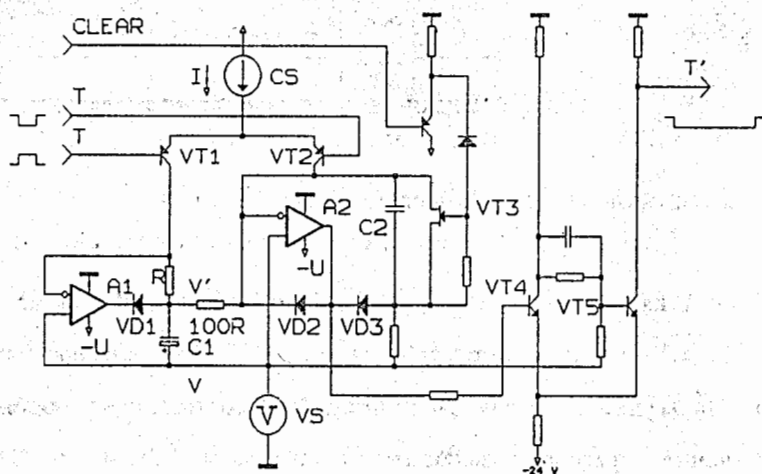 CLEAR
I
CS
T
T
VT1
VT2
T'
A2
C2
VT3
-U
A1
R
V'
VT4
VT5
-U
VD1
100R
VD2
VD3
C1
V
V
VS
-24 V